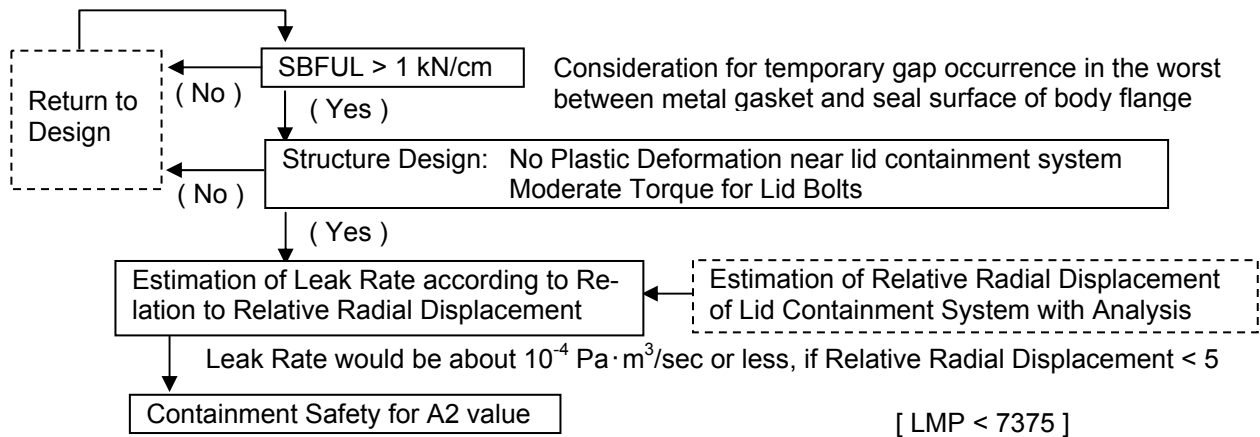 SBFUL > 1 kN/cm
Consideration for temporary gap occurrence in the worst
between metal gasket and seal surface of body flange
( No )
( Yes )
Return to
Design
Structure Design: No Plastic Deformation near lid containment system
Moderate Torque for Lid Bolts
( No )
( Yes )
Estimation of Leak Rate according to Re-
lation to Relative Radial Displacement
Estimation of Relative Radial Displacement
of Lid Containment System with Analysis
Leak Rate would be about 10⁻⁴ Pa·m³/sec or less, if Relative Radial Displacement < 5
Containment Safety for A2 value
[ LMP < 7375 ]